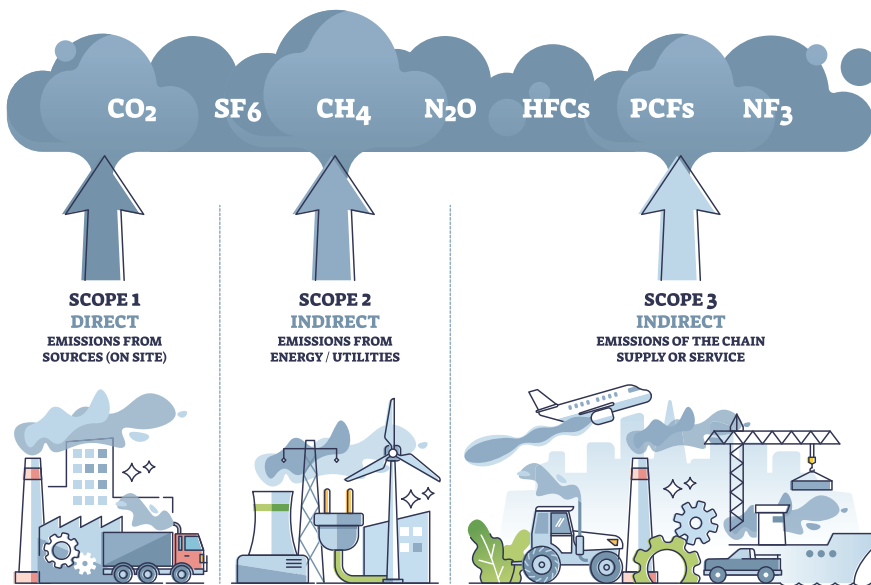 CO2 SF6 CH4 N2O HFCs PCFs NF3
SCOPE 1
DIRECT
EMISSIONS FROM
SOURCES (ON SITE)
SCOPE 2
INDIRECT
EMISSIONS FROM
ENERGY / UTILITIES
SCOPE 3
INDIRECT
EMISSIONS OF THE CHAIN
SUPPLY OR SERVICE